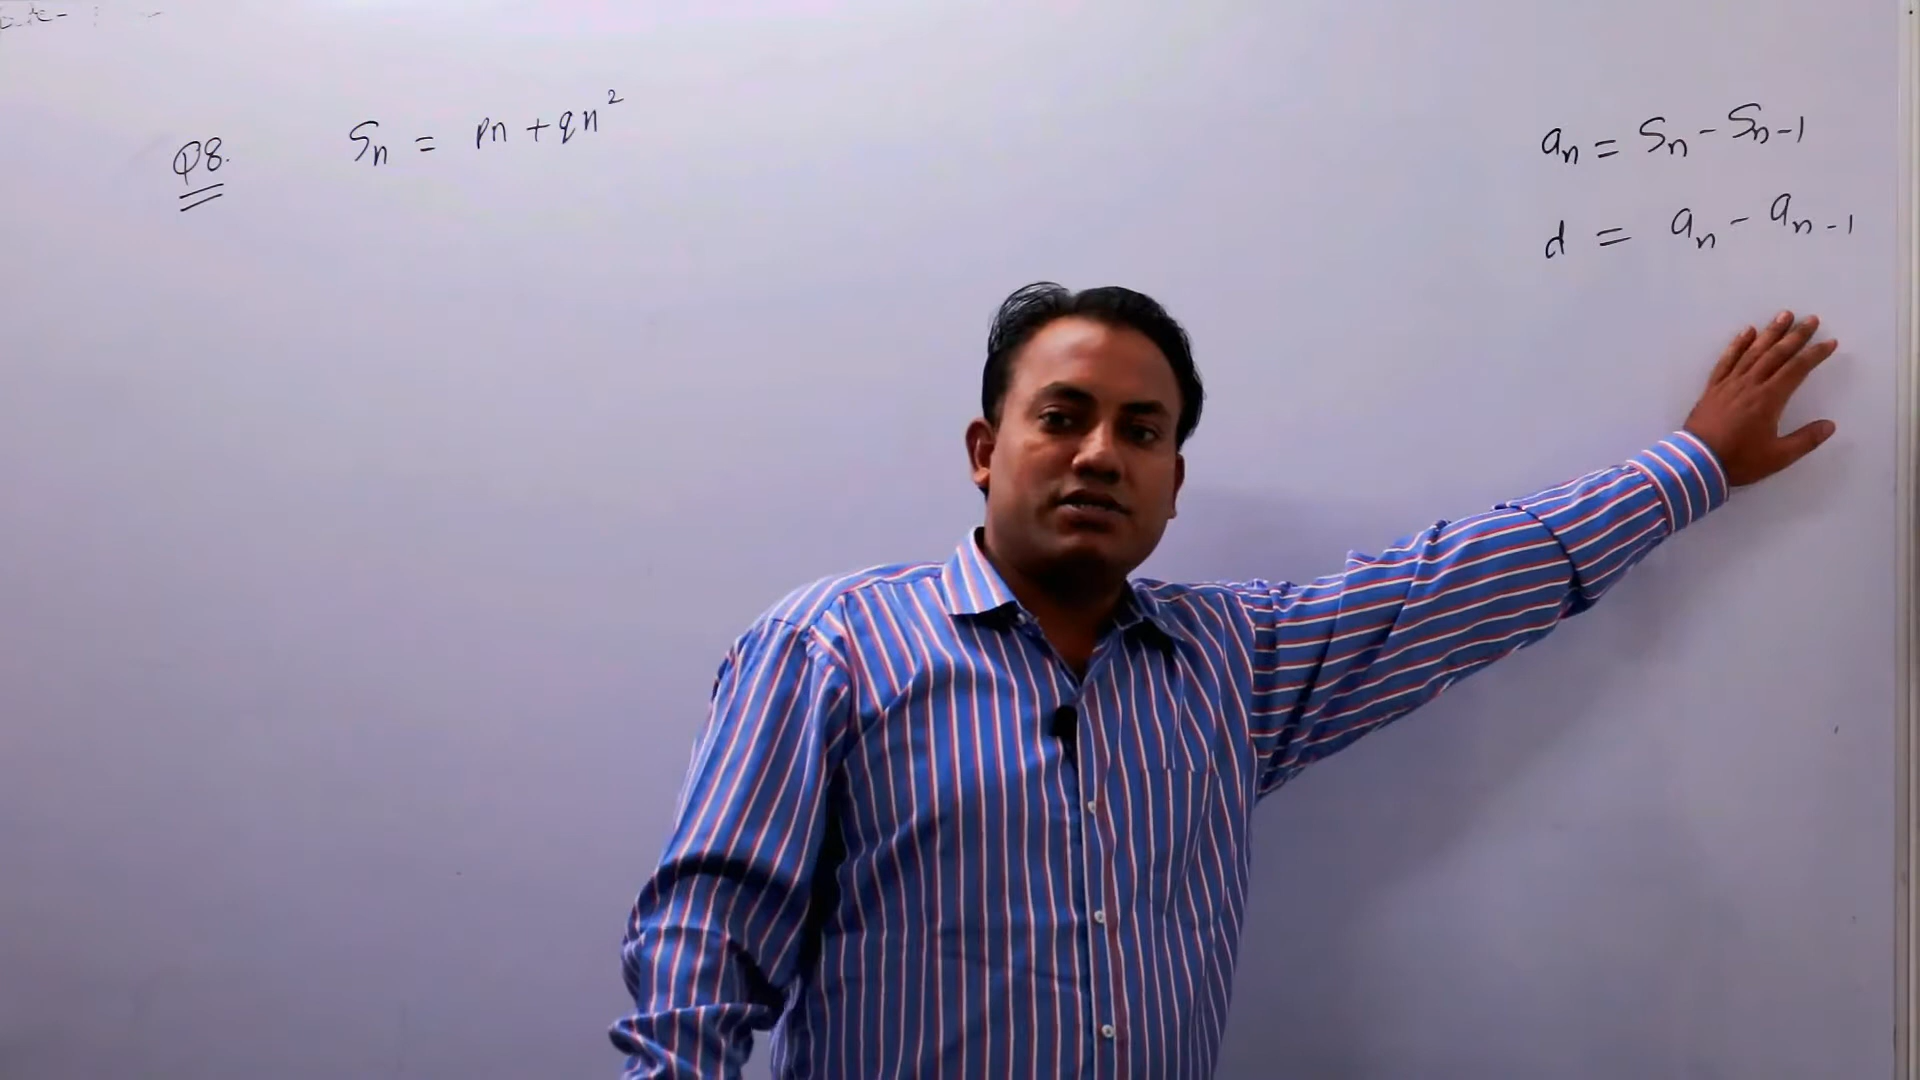 Q8. Sₙ = pn + qn²
aₙ = Sₙ - Sₙ₋₁
d = aₙ - aₙ₋₁